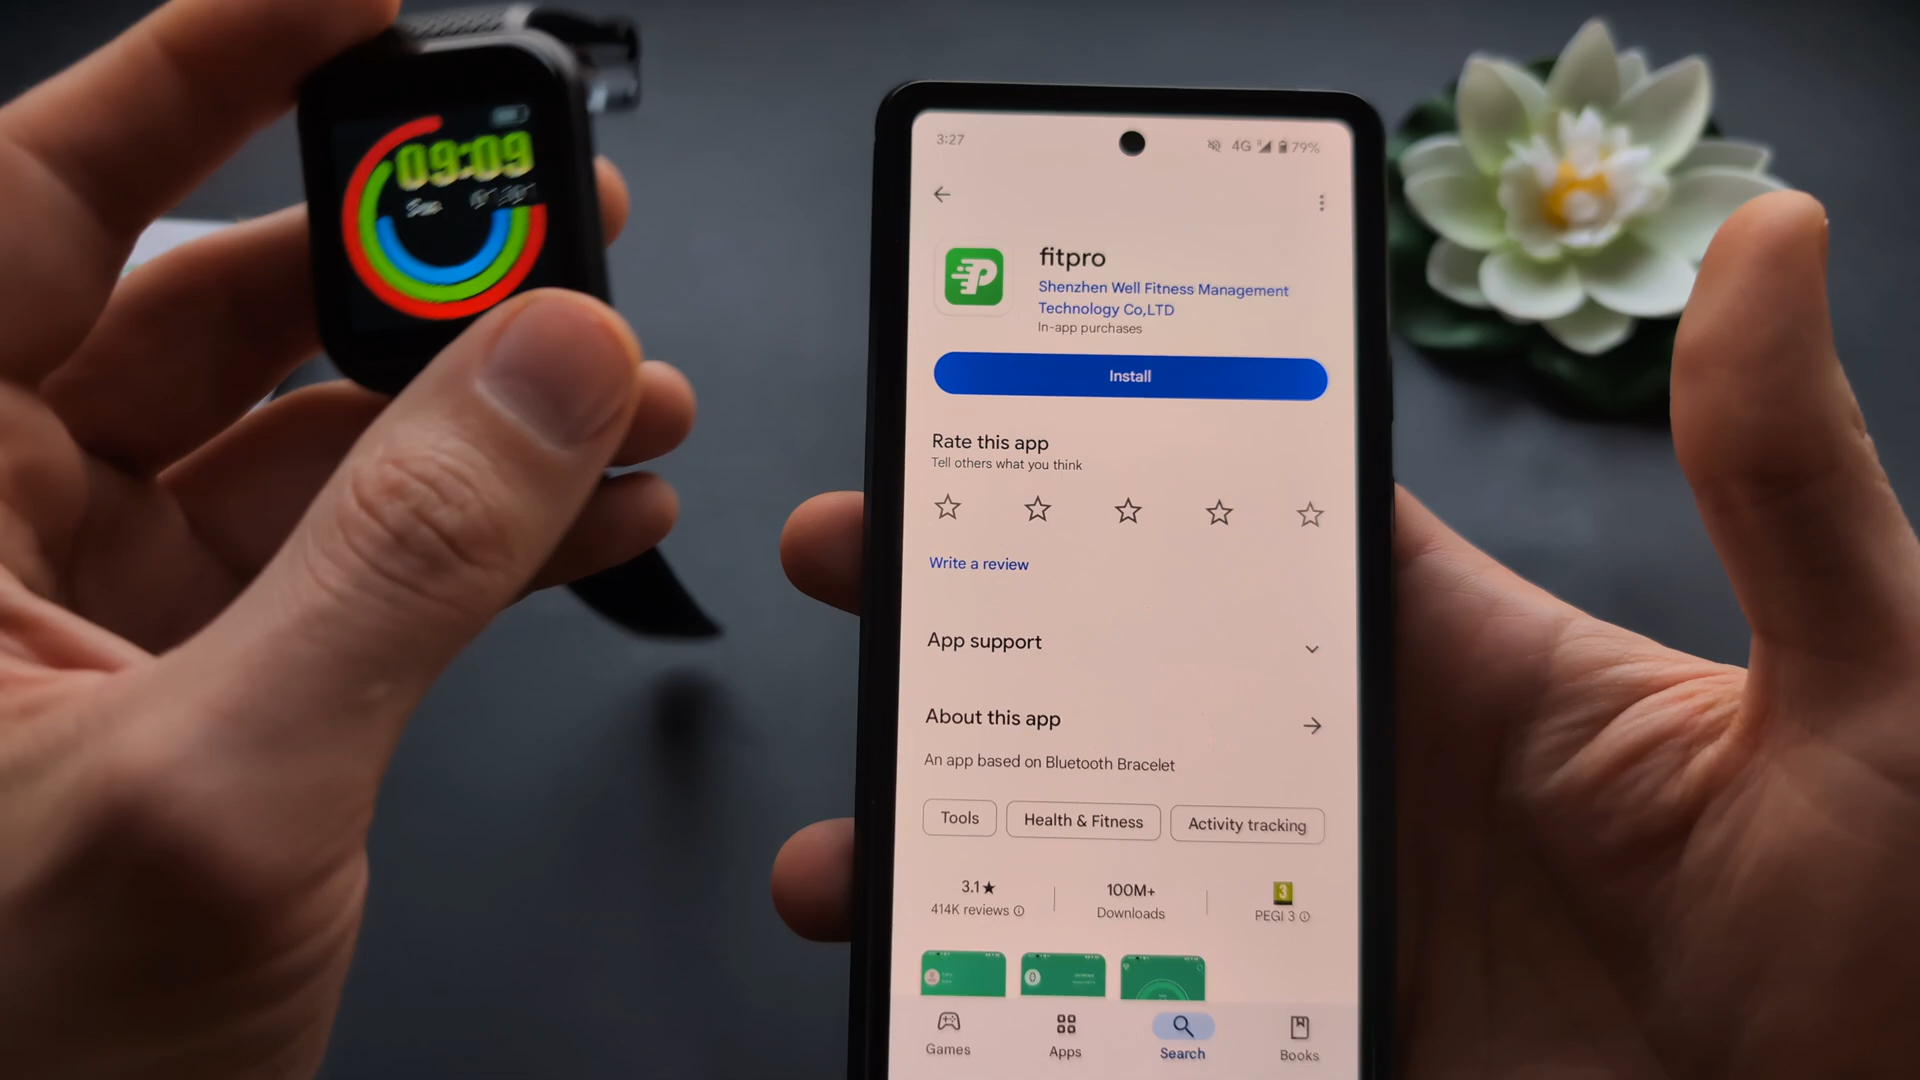 09:09
3:27
4G
79%
fitpro
Shenzhen Well Fitness Management
Technology Co,LTD
In-app purchases
Install
Rate this app
Tell others what you think
Write a review
App support
About this app
An app based on Bluetooth Bracelet
Tools
Health & Fitness
Activity tracking
3.1★
414K reviews
100M+
Downloads
3
PEGI 3
Games
Apps
Search
Books